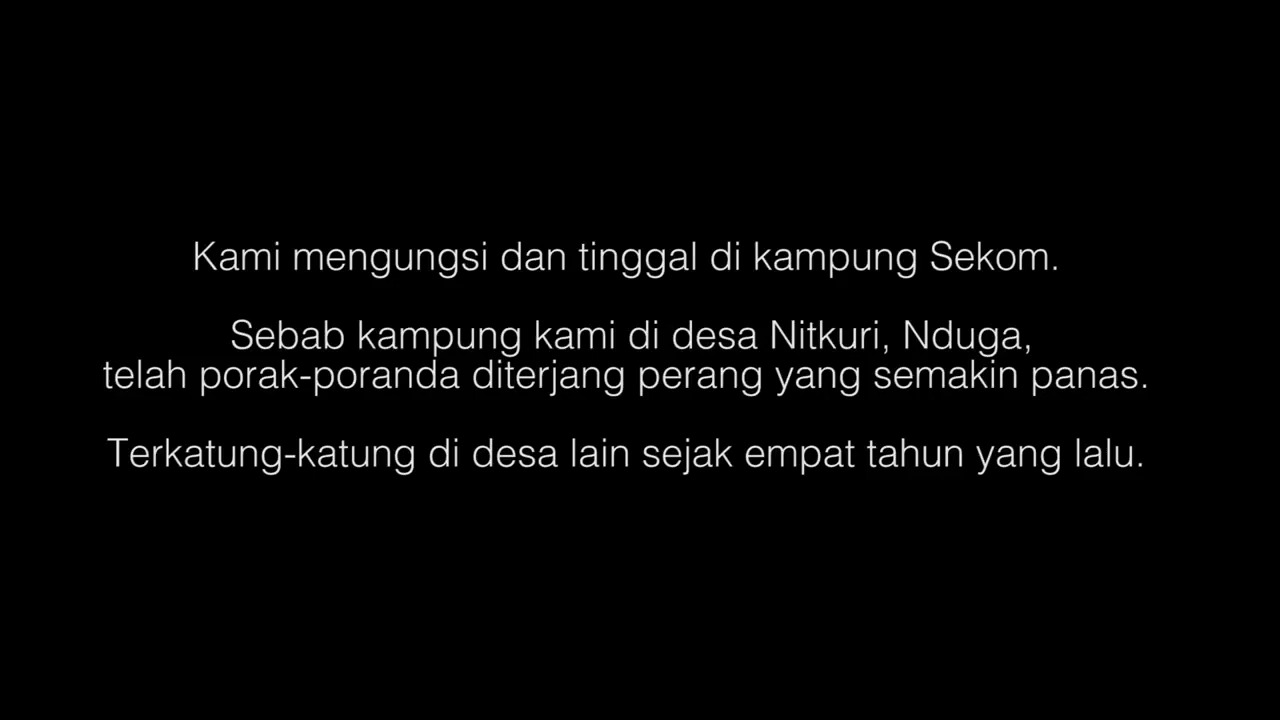 Kami mengungsi dan tinggal di kampung Sekom.
Sebab kampung kami di desa Nitkuri, Nduga,
telah porak-poranda diterjang perang yang semakin panas.
Terkatung-katung di desa lain sejak empat tahun yang lalu.